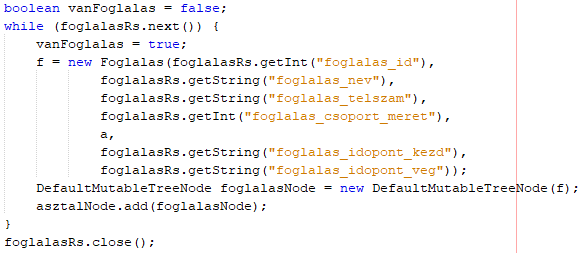 boolean vanFoglalas = false;
while (foglalasRs.next()) {
    vanFoglalas = true;
    f = new Foglalas(foglalasRs.getInt("foglalas_id"),
            foglalasRs.getString("foglalas_nev"),
            foglalasRs.getString("foglalas_telszam"),
            foglalasRs.getInt("foglalas_csoport_meret"),
            a,
            foglalasRs.getString("foglalas_idopont_kezd"),
            foglalasRs.getString("foglalas_idopont_veg"));
    DefaultMutableTreeNode foglalasNode = new DefaultMutableTreeNode(f);
    asztalNode.add(foglalasNode);
}
foglalasRs.close();